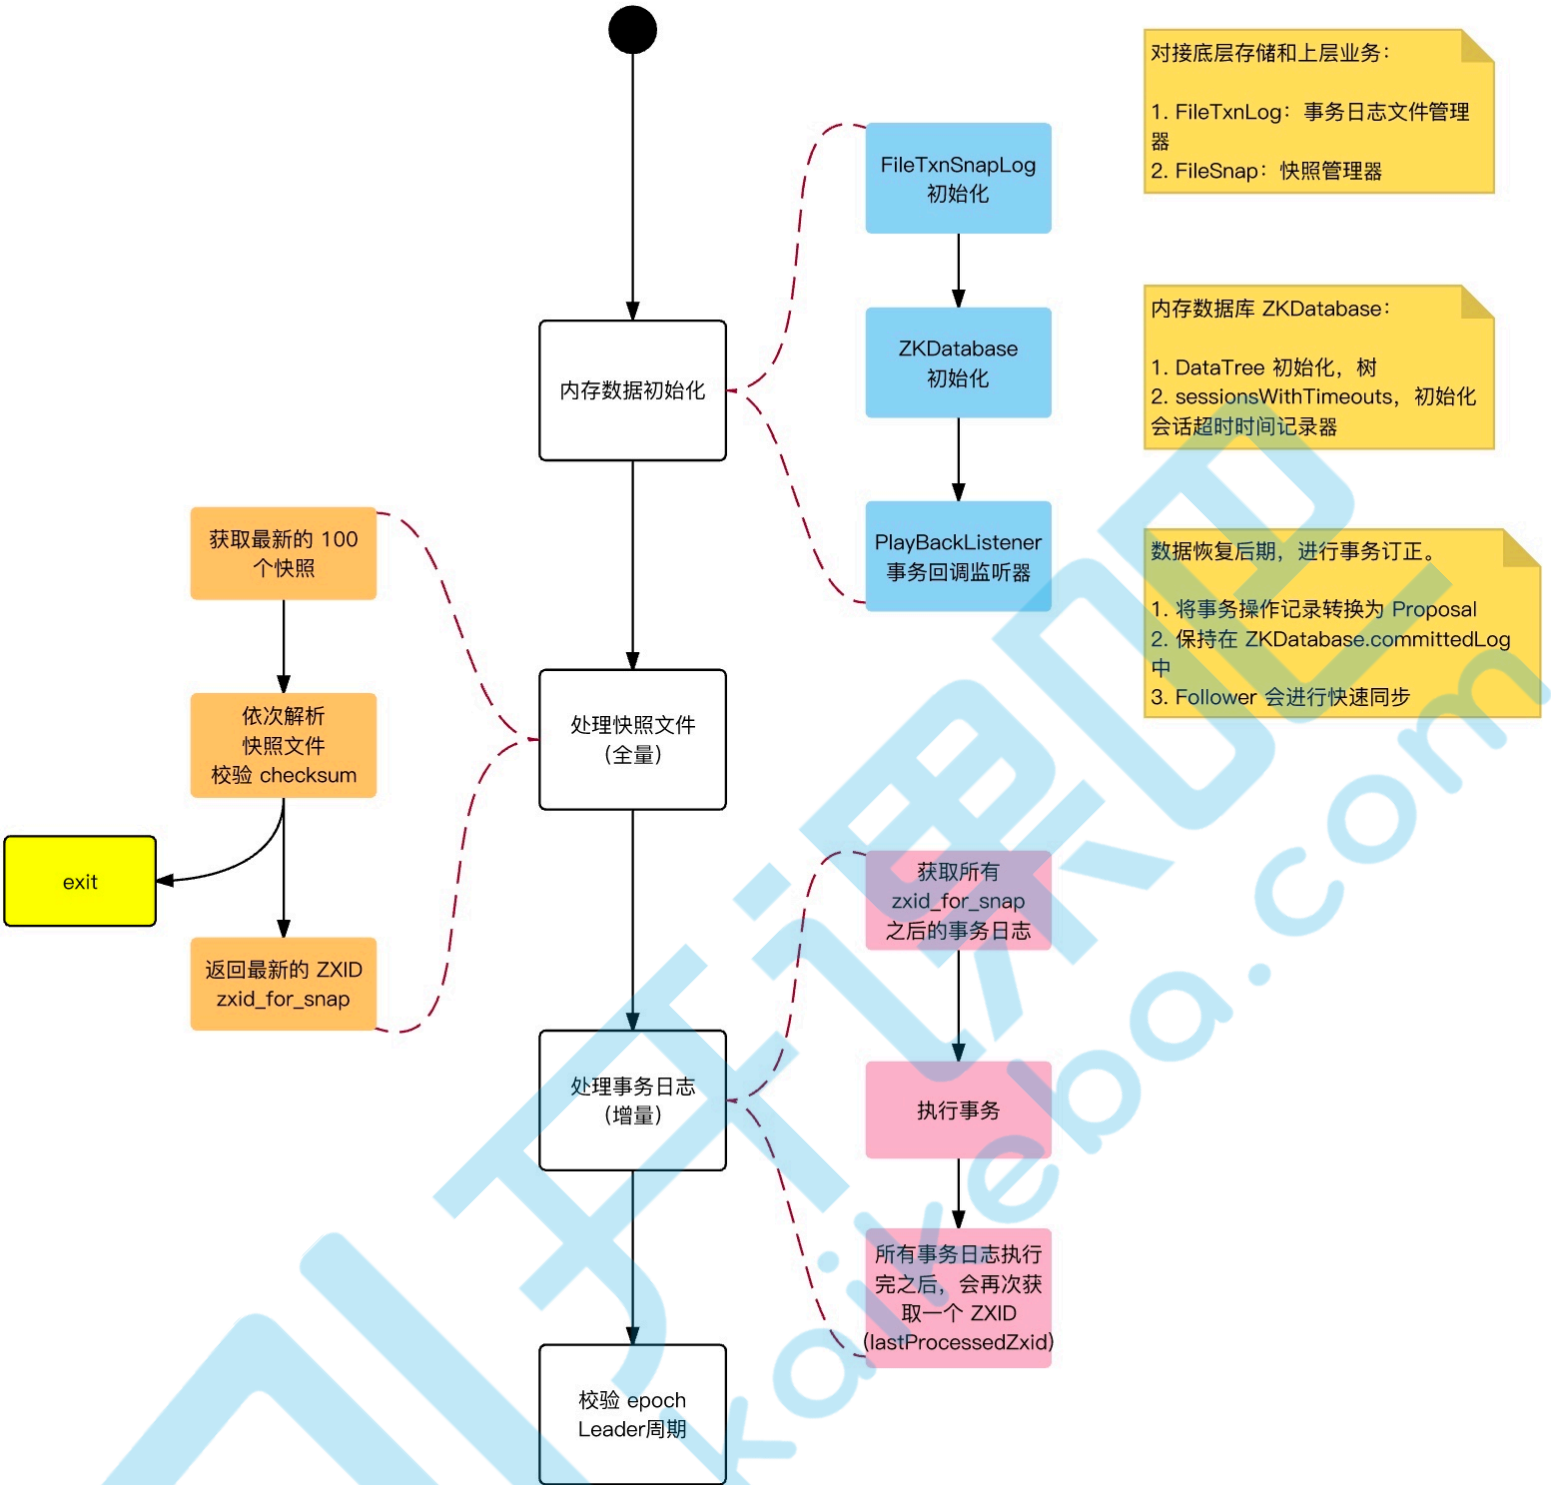 对接底层存储和上层业务：
1. FileTxnLog：事务日志文件管理
器
2. FileSnap：快照管理器
FileTxnSnapLog
初始化
内存数据库 ZKDatabase：
1. DataTree 初始化，树
2. sessionsWithTimeouts，初始化
会话超时时间记录器
ZKDatabase
初始化
内存数据初始化
PlayBackListener
事务回调监听器
数据恢复后期，进行事务订正。
1. 将事务操作记录转换为 Proposal
2. 保持在 ZKDatabase.committedLog
中
3. Follower 会进行快速同步
获取最新的 100
个快照
依次解析
快照文件
校验 checksum
处理快照文件
（全量）
exit
返回最新的 ZXID
zxid_for_snap
获取所有
zxid_for_snap
之后的事务日志
处理事务日志
（增量）
执行事务
所有事务日志执行
完之后，会再次获
取一个 ZXID
(lastProcessedZxid)
校验 epoch
Leader周期
开课吧
kaikeba.com